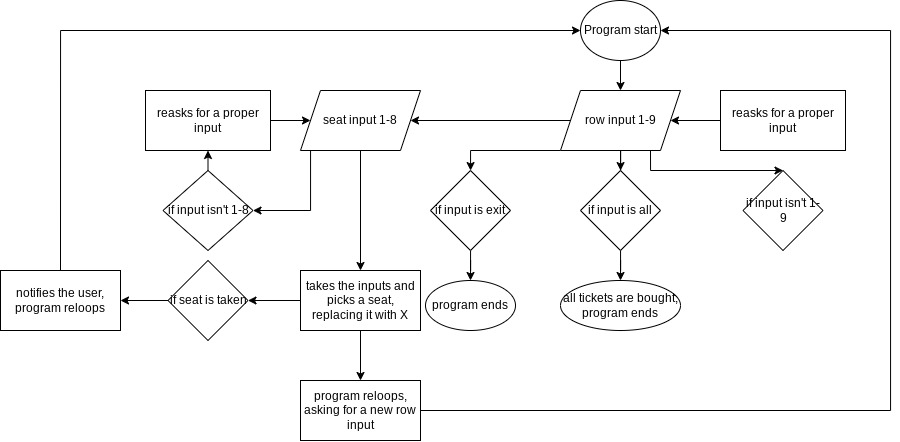 Program start
reasks for a proper
input
seat input 1-8
row input 1-9
reasks for a proper
input
if input isn't 1-8
if input is exit
if input is all
if input isn't 1-
9
notifies the user,
program reloops
if seat is taken
takes the inputs and
picks a seat,
replacing it with X
program ends
all tickets are bought,
program ends
program reloops,
asking for a new row
input